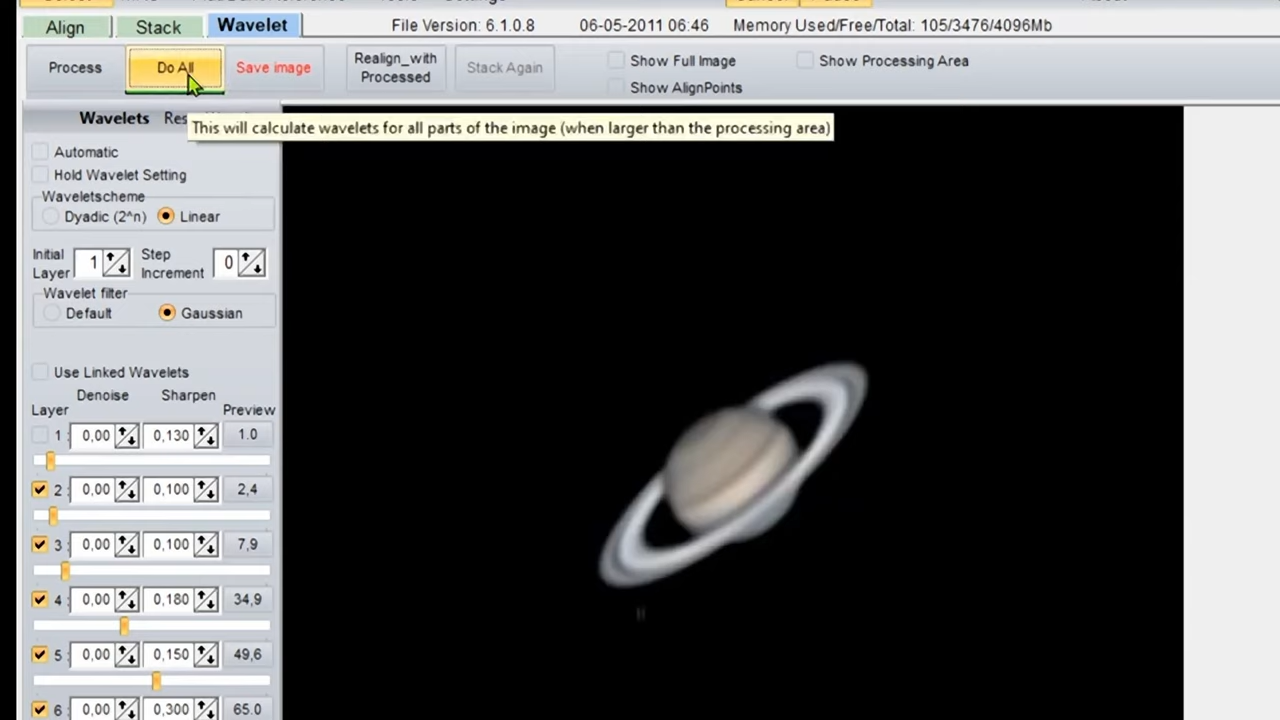 Align Stack Wavelet File Version: 6.1.0.8 06-05-2011 06:46 Memory Used/Free/Total: 105/3476/4096Mb
Process Do All Save image Realign_with Processed Stack Again Show Full Image Show Processing Area
Show AlignPoints
Wavelets Res
This will calculate wavelets for all parts of the image (when larger than the processing area)
Automatic
Hold Wavelet Setting
Waveletscheme
Dyadic (2^n) Linear
Initial Layer 1 Step Increment 0
Wavelet filter
Default Gaussian
Use Linked Wavelets
Denoise Sharpen
Layer Preview
1 : 0,00 0,130 1.0
2 : 0,00 0,100 2,4
3 : 0,00 0,100 7,9
4 : 0,00 0,180 34,9
5 : 0,00 0,150 49,6
6 : 0,00 0,300 65.0